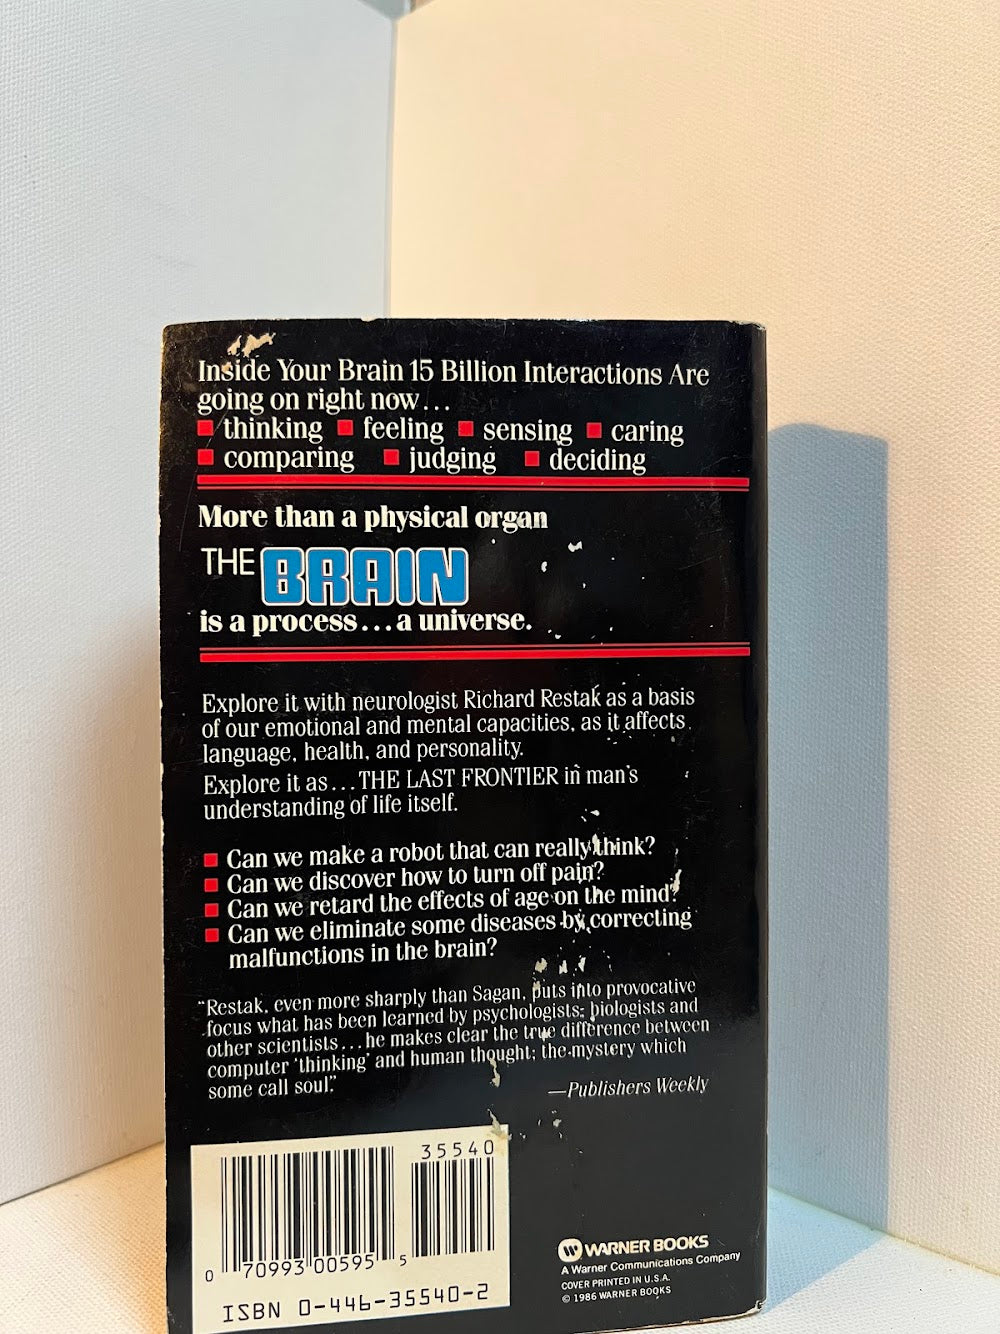 Inside Your Brain 15 Billion Interactions Are
going on right now...
thinking feeling sensing caring
comparing judging deciding
More than a physical organ
THE BRAIN
is a process...a universe.
Explore it with neurologist Richard Restak as a basis
of our emotional and mental capacities, as it affects
language, health, and personality.
Explore it as...THE LAST FRONTIER in man's
understanding of life itself.
Can we make a robot that can really think?
Can we discover how to turn off pain?
Can we retard the effects of age on the mind?
Can we eliminate some diseases by correcting
malfunctions in the brain?
"Restak, even more sharply than Sagan, puts into provocative
focus what has been learned by psychologists, biologists and
other scientists...he makes clear the true difference between
computer 'thinking' and human thought; the mystery which
some call soul."
—Publishers Weekly
35540
0 70993 00595 5
ISBN 0-446-35540-2
W WARNER BOOKS
A Warner Communications Company
COVER PRINTED IN U.S.A.
© 1986 WARNER BOOKS